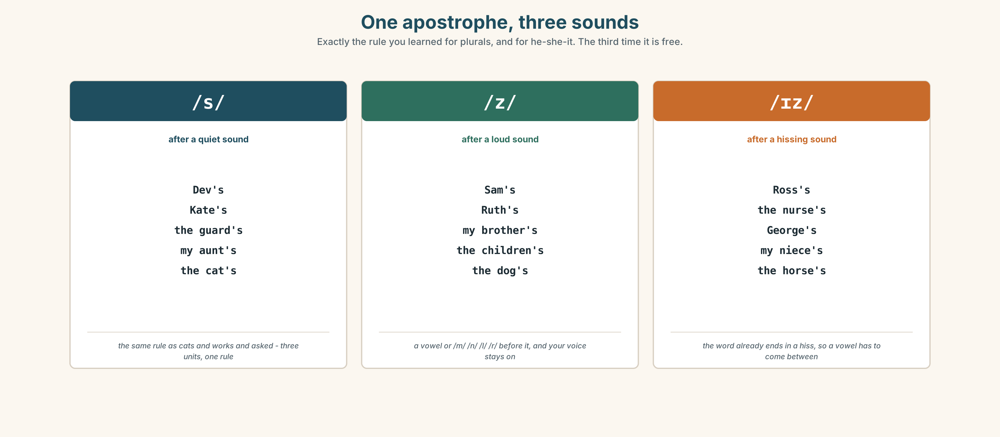 One apostrophe, three sounds
Exactly the rule you learned for plurals, and for he-she-it. The third time it is free.
/s/
after a quiet sound
Dev's
Kate's
the guard's
my aunt's
the cat's
the same rule as cats and works and asked - three
units, one rule
/z/
after a loud sound
Sam's
Ruth's
my brother's
the children's
the dog's
a vowel or /m/ /n/ /l/ /r/ before it, and your voice
stays on
/ɪz/
after a hissing sound
Ross's
the nurse's
George's
my niece's
the horse's
the word already ends in a hiss, so a vowel has to
come between